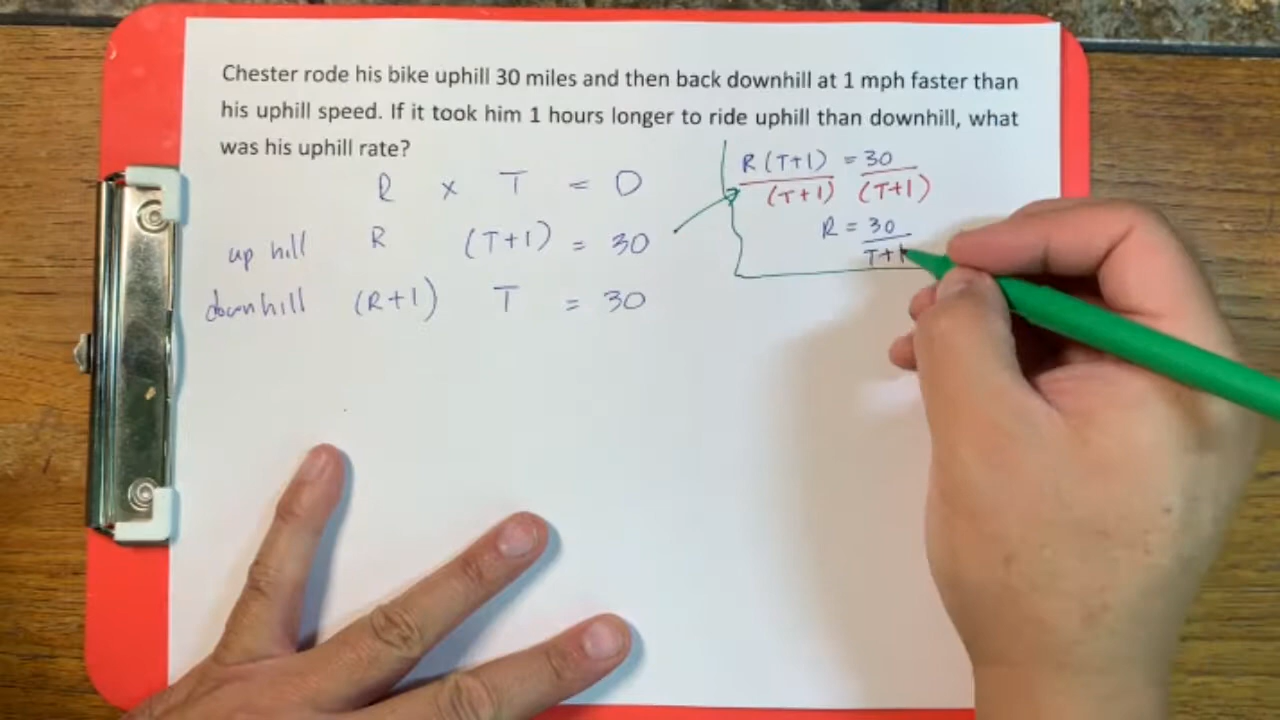 Chester rode his bike uphill 30 miles and then back downhill at 1 mph faster than
his uphill speed. If it took him 1 hours longer to ride uphill than downhill, what
was his uphill rate?
R x T = D
up hill R (T+1) = 30
downhill (R+1) T = 30
R (T+1) = 30
(T+1) (T+1)
R = 30
T+1